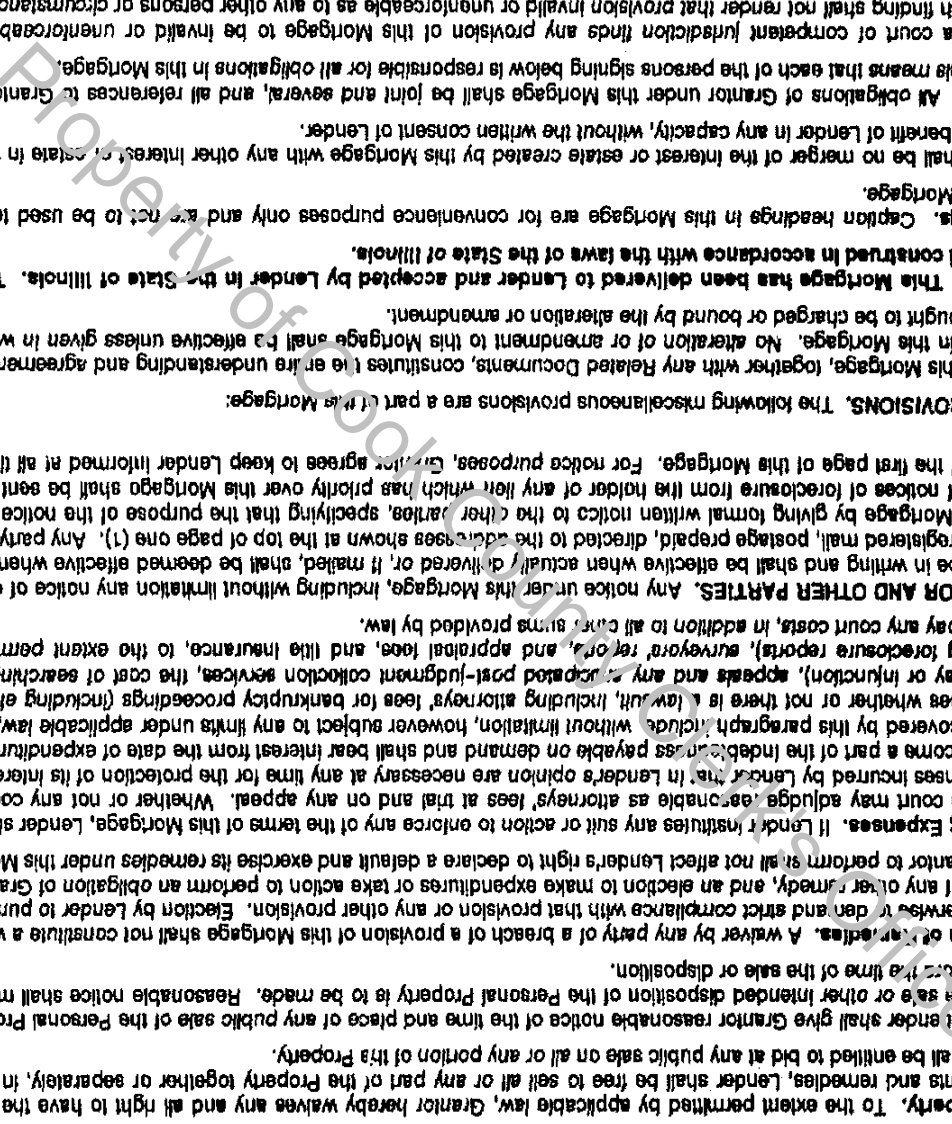 perty. To the extent permitted by applicable law, Grantor hereby waives any and all right to have the
its and remedies, Lender shall be free to sell all or any part of the Property together or separately, in
all be entitled to bid at any public sale on all or any portion of the Property.
t Lender shall give Grantor reasonable notice of the time and place of any public sale of the Personal Pro
sale or other intended disposition of the Personal Property is to be made. Reasonable notice shall m
the time of the sale or disposition.
of Remedies. A waiver by any party of a breach of a provision of this Mortgage shall not constitute a w
erwise to demand strict compliance with that provision or any other provision. Election by Lender to purs
f any other remedy, and an election to make expenditures or take action to perform an obligation of Gra
antor to perform shall not affect Lender's right to declare a default and exercise its remedies under this M
Expenses. If Lender institutes any suit or action to enforce any of the terms of this Mortgage, Lender s
court may adjudge reasonable as attorneys' fees at trial and on any appeal. Whether or not any co
nses incurred by Lender that in Lender's opinion are necessary at any time for the protection of its intere
come a part of the Indebtedness payable on demand and shall bear interest from the date of expenditur
overed by this paragraph include, without limitation, however subject to any limits under applicable law,
es whether or not there is a lawsuit, including attorneys' fees for bankruptcy proceedings (including ef
ay or injunction), appeals and any anticipated post-judgment collection services, the cost of searching
g foreclosure reports), surveyors' reports, and appraisal fees, and title insurance, to the extent perm
pay any court costs, in addition to all other sums provided by law.
OR AND OTHER PARTIES. Any notice under this Mortgage, including without limitation any notice of
be in writing and shall be effective when actually delivered or, if mailed, shall be deemed effective when
registered mail, postage prepaid, directed to the addresses shown at the top of page one (1). Any party
Mortgage by giving formal written notice to the other parties, specifying that the purpose of the notice
f notices of foreclosure from the holder of any lien which has priority over this Mortgage shall be sent
the first page of this Mortgage. For notice purposes, Grantor agrees to keep Lender informed at all ti
OVISIONS. The following miscellaneous provisions are a part of this Mortgage:
his Mortgage, together with any Related Documents, constitutes the entire understanding and agreemen
in this Mortgage. No alteration of or amendment to this Mortgage shall be effective unless given in w
ught to be charged or bound by the alteration or amendment.
This Mortgage has been delivered to Lender and accepted by Lender in the State of Illinois. T
d construed in accordance with the laws of the State of Illinois.
s. Caption headings in this Mortgage are for convenience purposes only and are not to be used t
Mortgage.
hall be no merger of the interest or estate created by this Mortgage with any other interest or estate in
benefit of Lender in any capacity, without the written consent of Lender.
All obligations of Grantor under this Mortgage shall be joint and several, and all references to Granto
is means that each of the persons signing below is responsible for all obligations in this Mortgage.
a court of competent jurisdiction finds any provision of this Mortgage to be invalid or unenforceab
h finding shall not render that provision invalid or unenforceable as to any other persons or circumstanc
Property of Cook County Clerk's Office